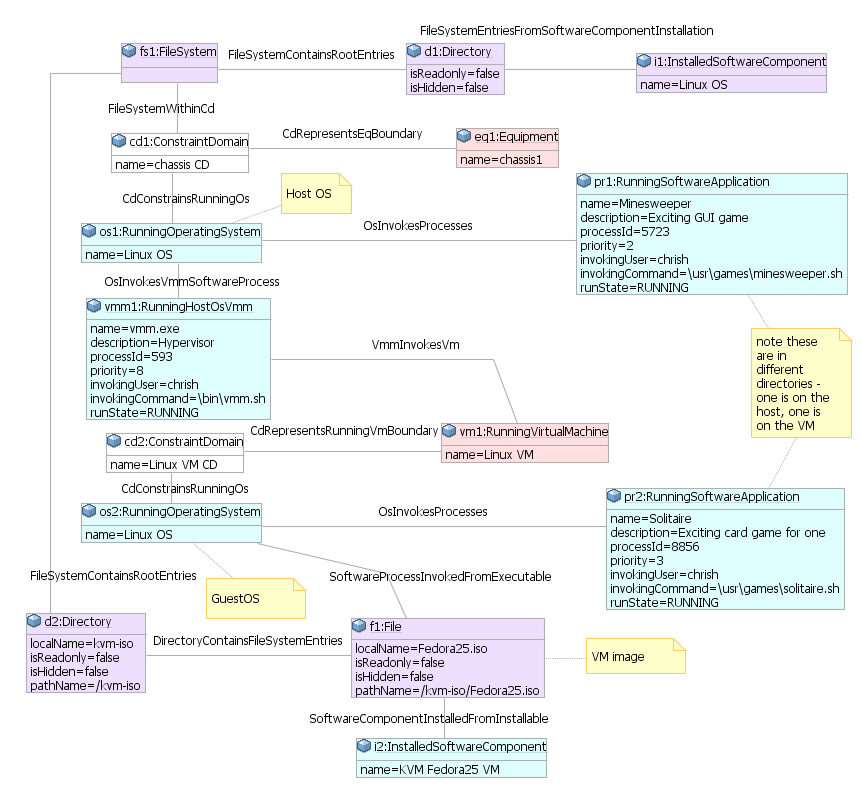 FileSystemEntriesFromSoftwareComponentInstallation
fs1:FileSystem
FileSystemContainsRootEntries
d1:Directory
isReadonly=false
isHidden=false
i1:InstalledSoftwareComponent
name=Linux OS
FileSystemWithinCd
cd1:ConstraintDomain
name=chassis CD
CdRepresentsEqBoundary
eq1:Equipment
name=chassis1
CdConstrainsRunningOs
Host OS
pr1:RunningSoftwareApplication
name=Minesweeper
description=Exciting GUI game
processId=5723
priority=2
invokingUser=chrish
invokingCommand=\usr\games\minesweeper.sh
runState=RUNNING
os1:RunningOperatingSystem
name=Linux OS
OsInvokesProcesses
OsInvokesVmmSoftwareProcess
vmm1:RunningHostOsVmm
name=vmm.exe
description=Hypervisor
processId=593
priority=8
invokingUser=chrish
invokingCommand=\bin\vmm.sh
runState=RUNNING
VmmInvokesVm
note these
are in
different
directories -
one is on the
host, one is
on the VM
cd2:ConstraintDomain
name=Linux VM CD
CdRepresentsRunningVmBoundary
vm1:RunningVirtualMachine
name=Linux VM
CdConstrainsRunningOs
os2:RunningOperatingSystem
name=Linux OS
OsInvokesProcesses
pr2:RunningSoftwareApplication
name=Solitaire
description=Exciting card game for one
processId=8856
priority=3
invokingUser=chrish
invokingCommand=\usr\games\solitaire.sh
runState=RUNNING
FileSystemContainsRootEntries
GuestOS
SoftwareProcessInvokedFromExecutable
d2:Directory
localName=kvm-iso
isReadonly=false
isHidden=false
pathName=/kvm-iso
DirectoryContainsFileSystemEntries
f1:File
localName=Fedora25.iso
isReadonly=false
isHidden=false
pathName=/kvm-iso/Fedora25.iso
VM image
SoftwareComponentInstalledFromInstallable
i2:InstalledSoftwareComponent
name=KVM Fedora25 VM